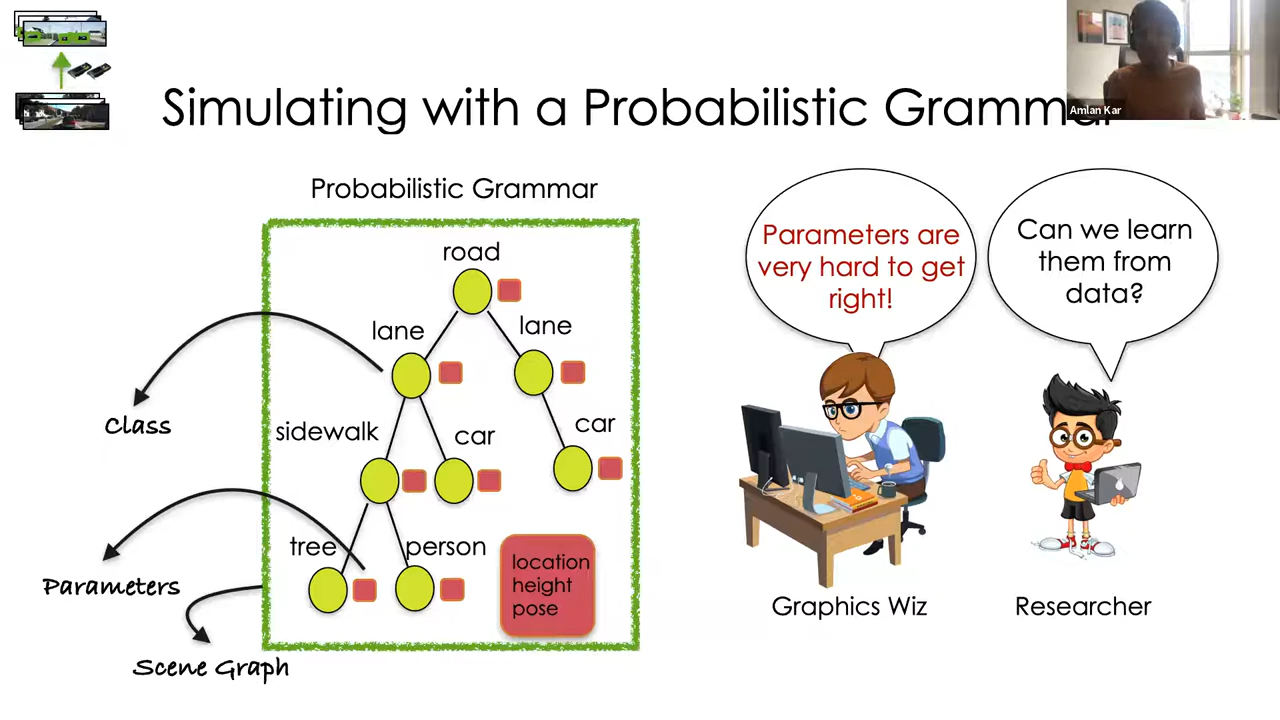 Simulating with a Probabilistic Grammar
Amlan Kar
Probabilistic Grammar
road
lane
lane
sidewalk
car
car
tree
person
location
height
pose
Class
Parameters
Scene Graph
Parameters are
very hard to get
right!
Can we learn
them from
data?
Graphics Wiz
Researcher